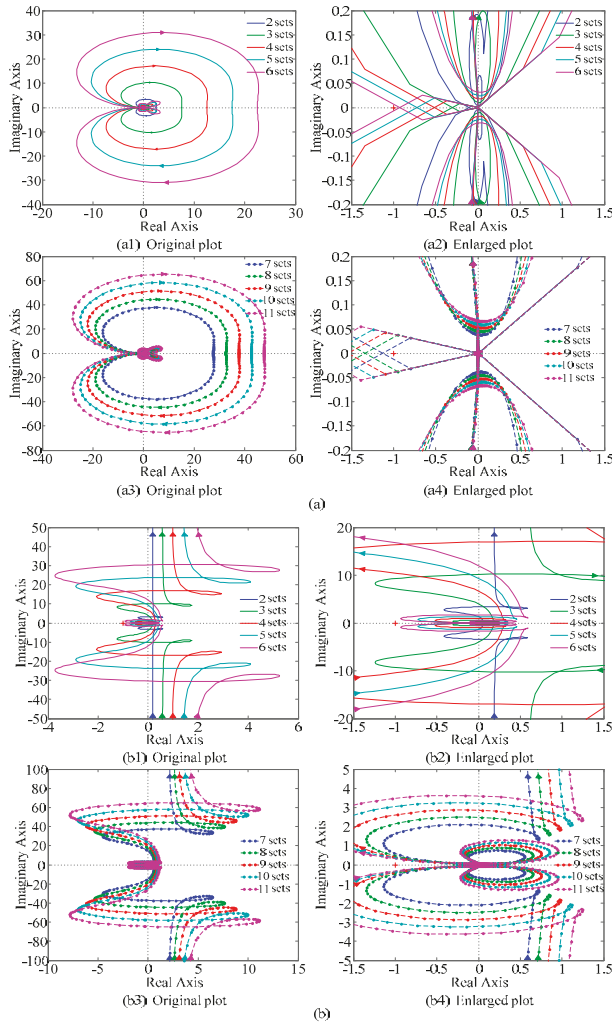 40
30
20
10
0
-10
-20
-30
-40
-20
-10
0
10
20
30
Imaginary Axis
Real Axis
2 sets
3 sets
4 sets
5 sets
6 sets
(a1) Original plot
0.2
0.15
0.1
0.05
0
-0.05
-0.1
-0.15
-0.2
-1.5
-1
-0.5
0
0.5
1
1.5
Imaginary Axis
Real Axis
2 sets
3 sets
4 sets
5 sets
6 sets
(a2) Enlarged plot
80
60
40
20
0
-20
-40
-60
-80
-40
-20
0
20
40
60
Imaginary Axis
Real Axis
7 sets
8 sets
9 sets
10 sets
11 sets
(a3) Original plot
0.2
0.15
0.1
0.05
0
-0.05
-0.1
-0.15
-0.2
-1.5
-1
-0.5
0
0.5
1
1.5
Imaginary Axis
Real Axis
7 sets
8 sets
9 sets
10 sets
11 sets
(a4) Enlarged plot
(a)
50
40
30
20
10
0
-10
-20
-30
-40
-50
-4
-2
0
2
4
6
Imaginary Axis
Real Axis
2 sets
3 sets
4 sets
5 sets
6 sets
(b1) Original plot
20
10
0
-10
-20
-1.5
-1
-0.5
0
0.5
1
1.5
Imaginary Axis
Real Axis
2 sets
3 sets
4 sets
5 sets
6 sets
(b2) Enlarged plot
100
80
60
40
20
0
-20
-40
-60
-80
-100
-10
-5
0
5
10
15
Imaginary Axis
Real Axis
7 sets
8 sets
9 sets
10 sets
11 sets
(b3) Original plot
5
4
3
2
1
0
-1
-2
-3
-4
-5
-1.5
-1
-0.5
0
0.5
1
1.5
Imaginary Axis
Real Axis
7 sets
8 sets
9 sets
10 sets
11 sets
(b4) Enlarged plot
(b)